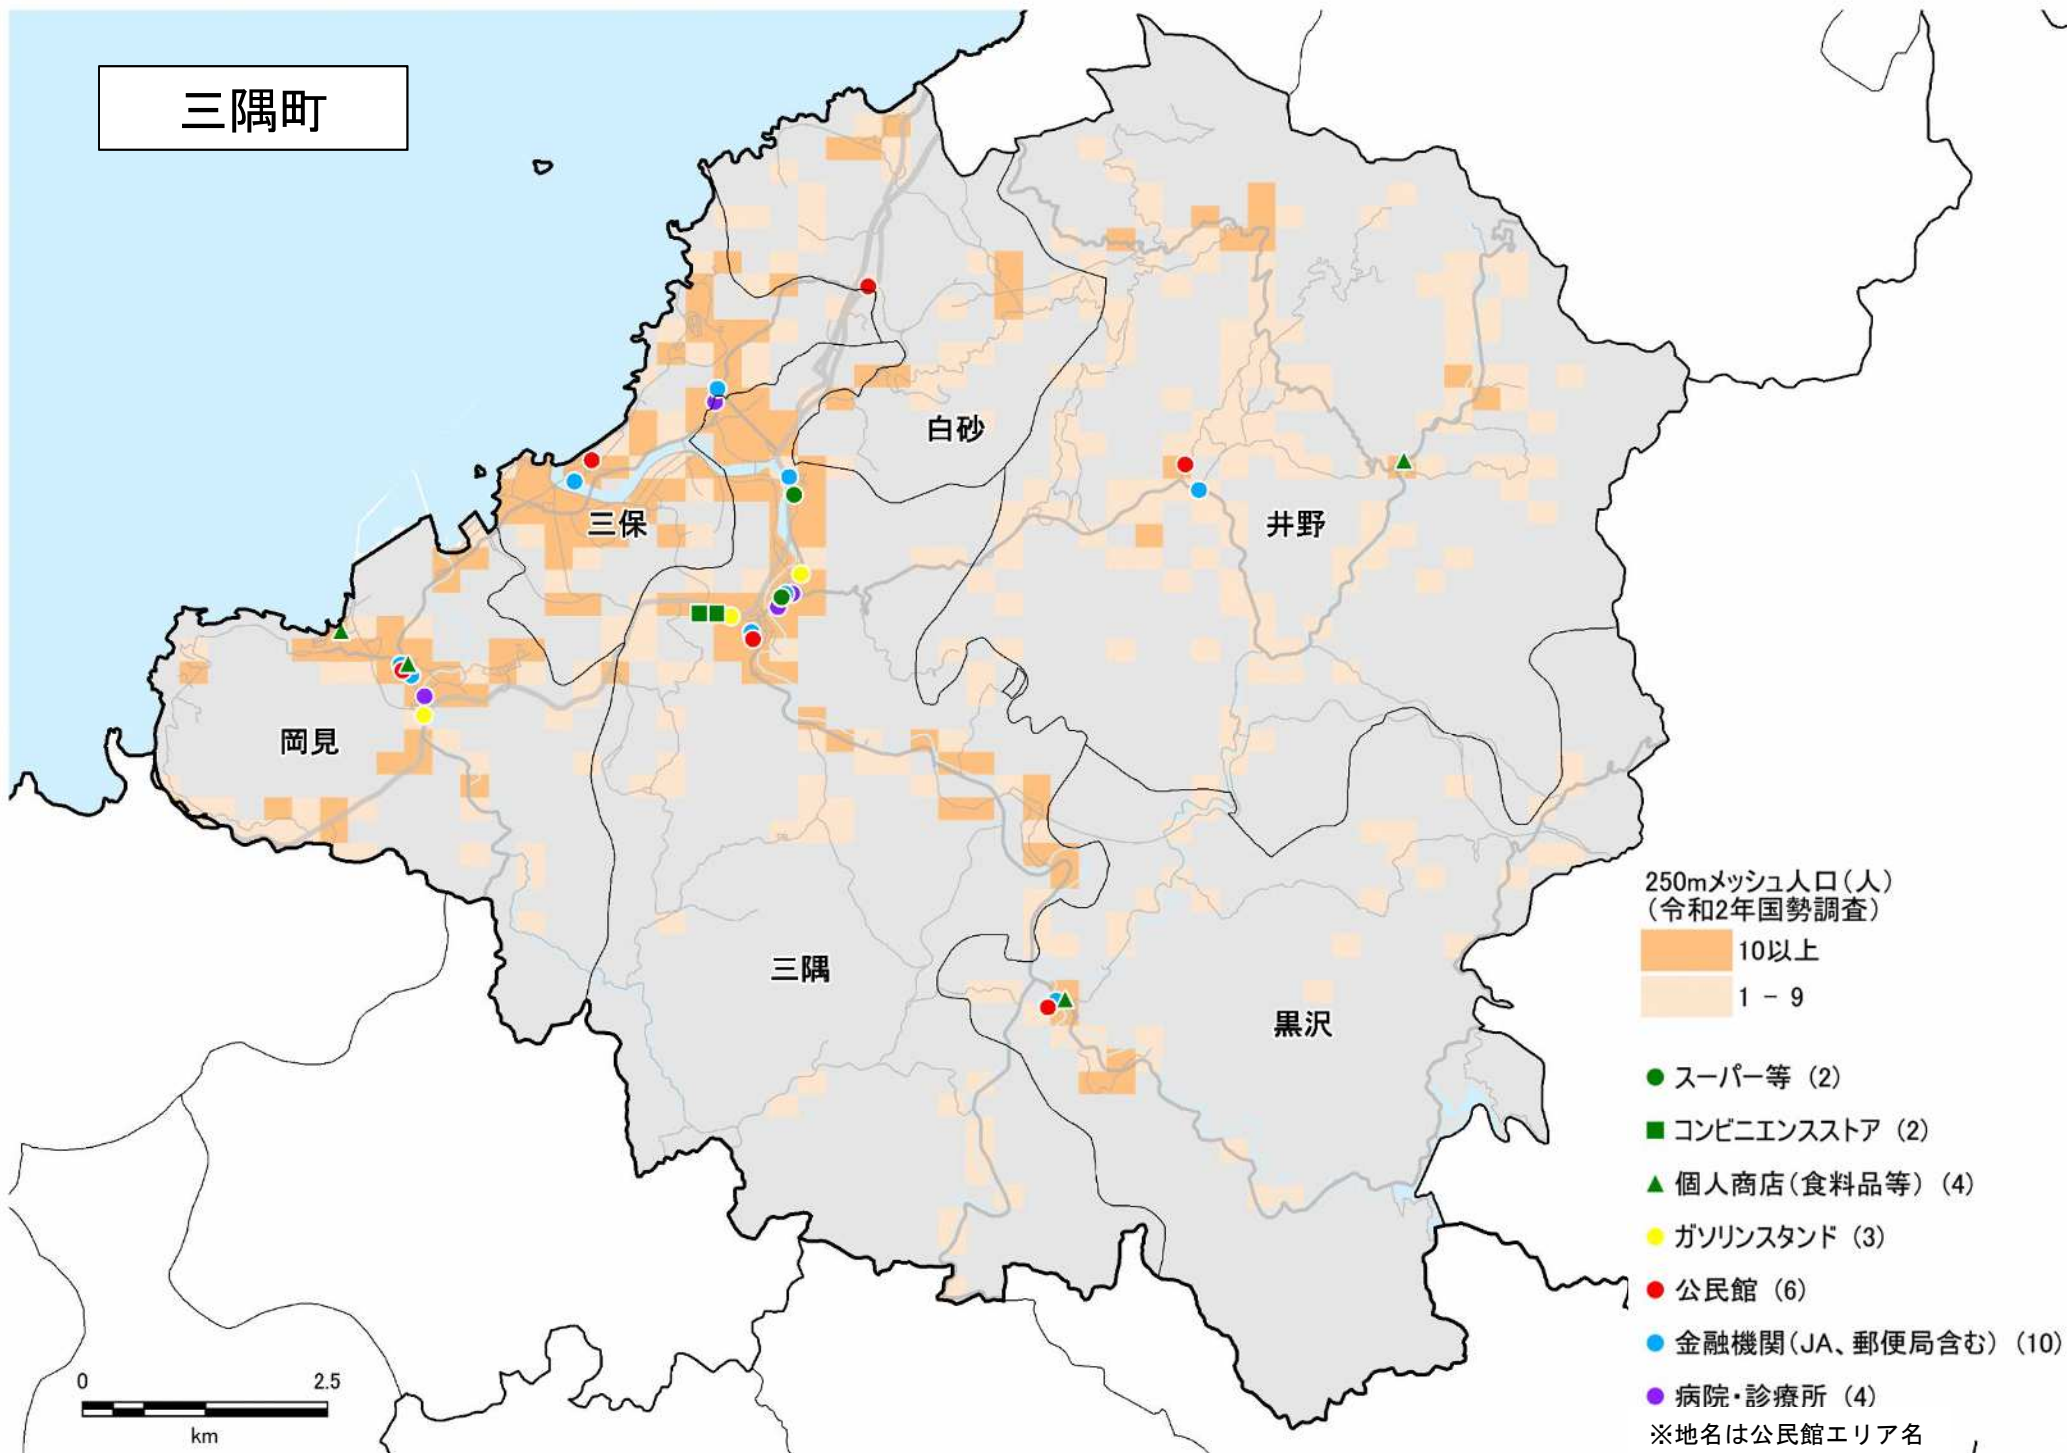 三隅町
白砂
三保
井野
岡見
三隅
黒沢
250mメッシュ人口(人)
(令和2年国勢調査)
10以上
1 - 9
スーパー等 (2)
コンビニエンスストア (2)
個人商店(食料品等) (4)
ガソリンスタンド (3)
公民館 (6)
金融機関(JA、郵便局含む) (10)
病院・診療所 (4)
※地名は公民館エリア名
0 2.5
km